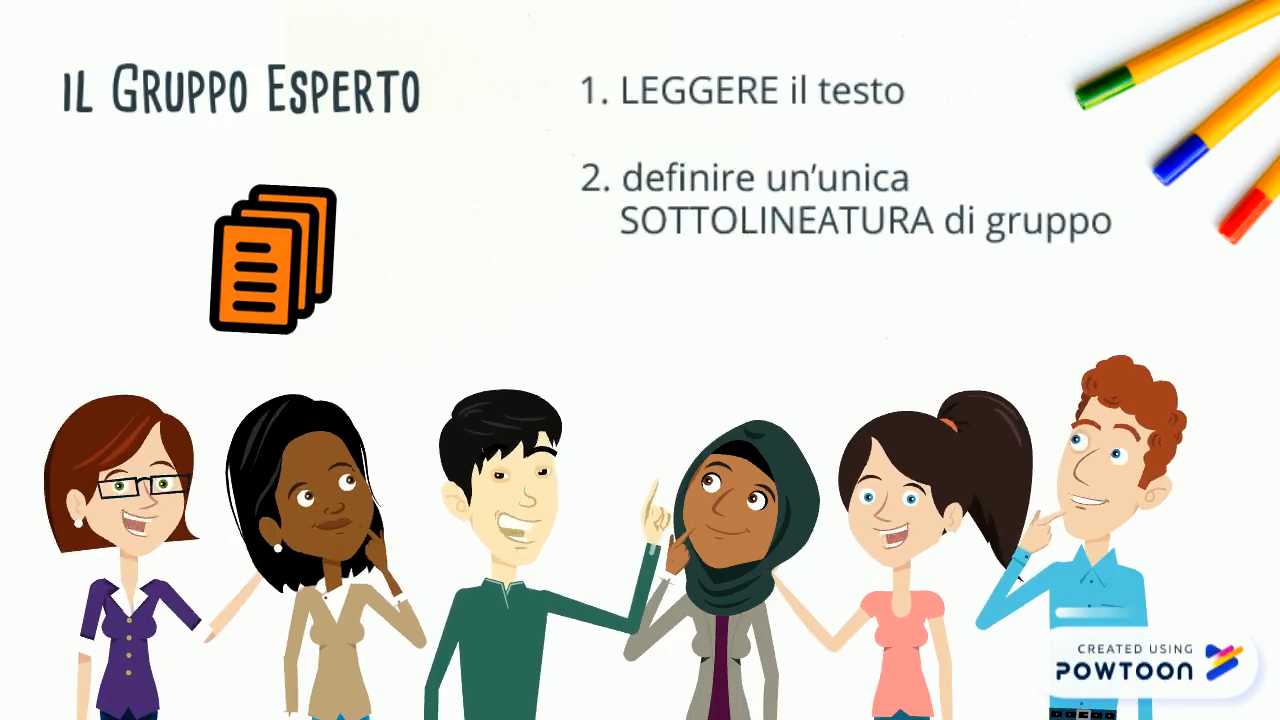 IL GRUPPO ESPERTO
1. LEGGERE il testo
2. definire un'unica
SOTTOLINEATURA di gruppo
CREATED USING
POWTOON